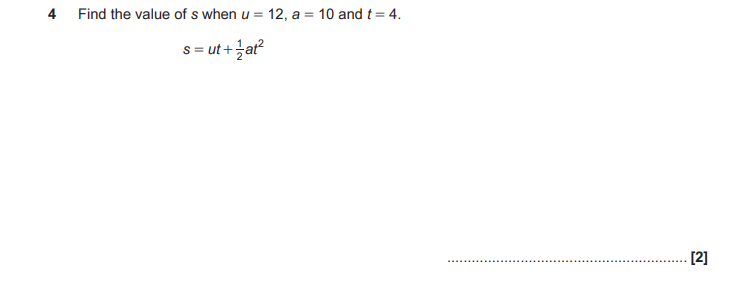 4 Find the value of s when u = 12, a = 10 and t = 4.
s = ut + ½at²
.............................................................. [2]